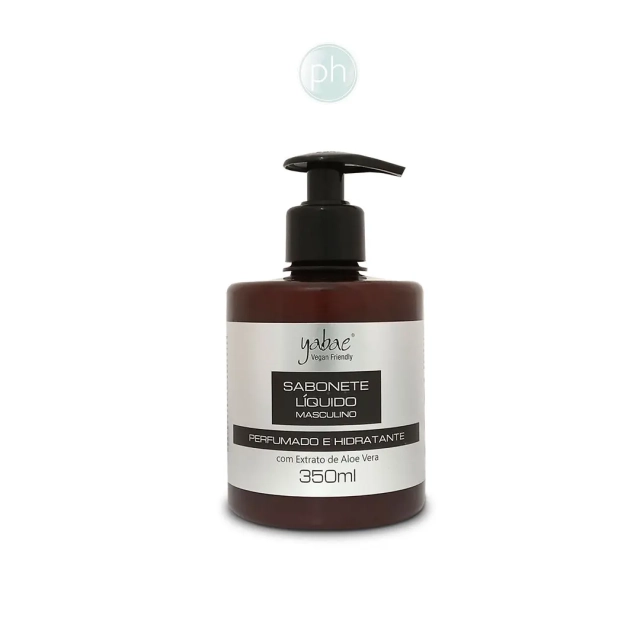 ph
yabae®
Vegan Friendly
SABONETE
LÍQUIDO
MASCULINO
PERFUMADO E HIDRATANTE
com Extrato de Aloe Vera
350ml